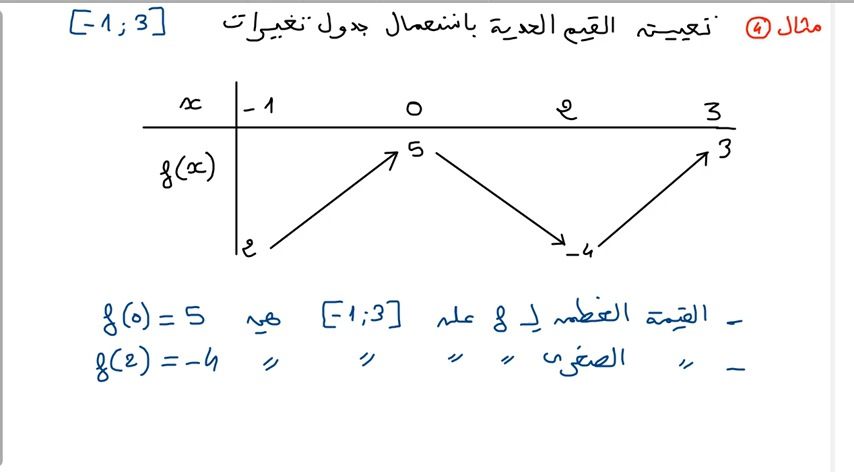 مثال ④ تعيين القيم الحدية باستعمال جدول تغيرات [-1 ; 3]
x -1 0 2 3
f(x) 5 3
2 -4
- القيمة العظمى لـ f على [-1 ; 3] هي f(0) = 5
- " الصغرى " " " " f(2) = -4